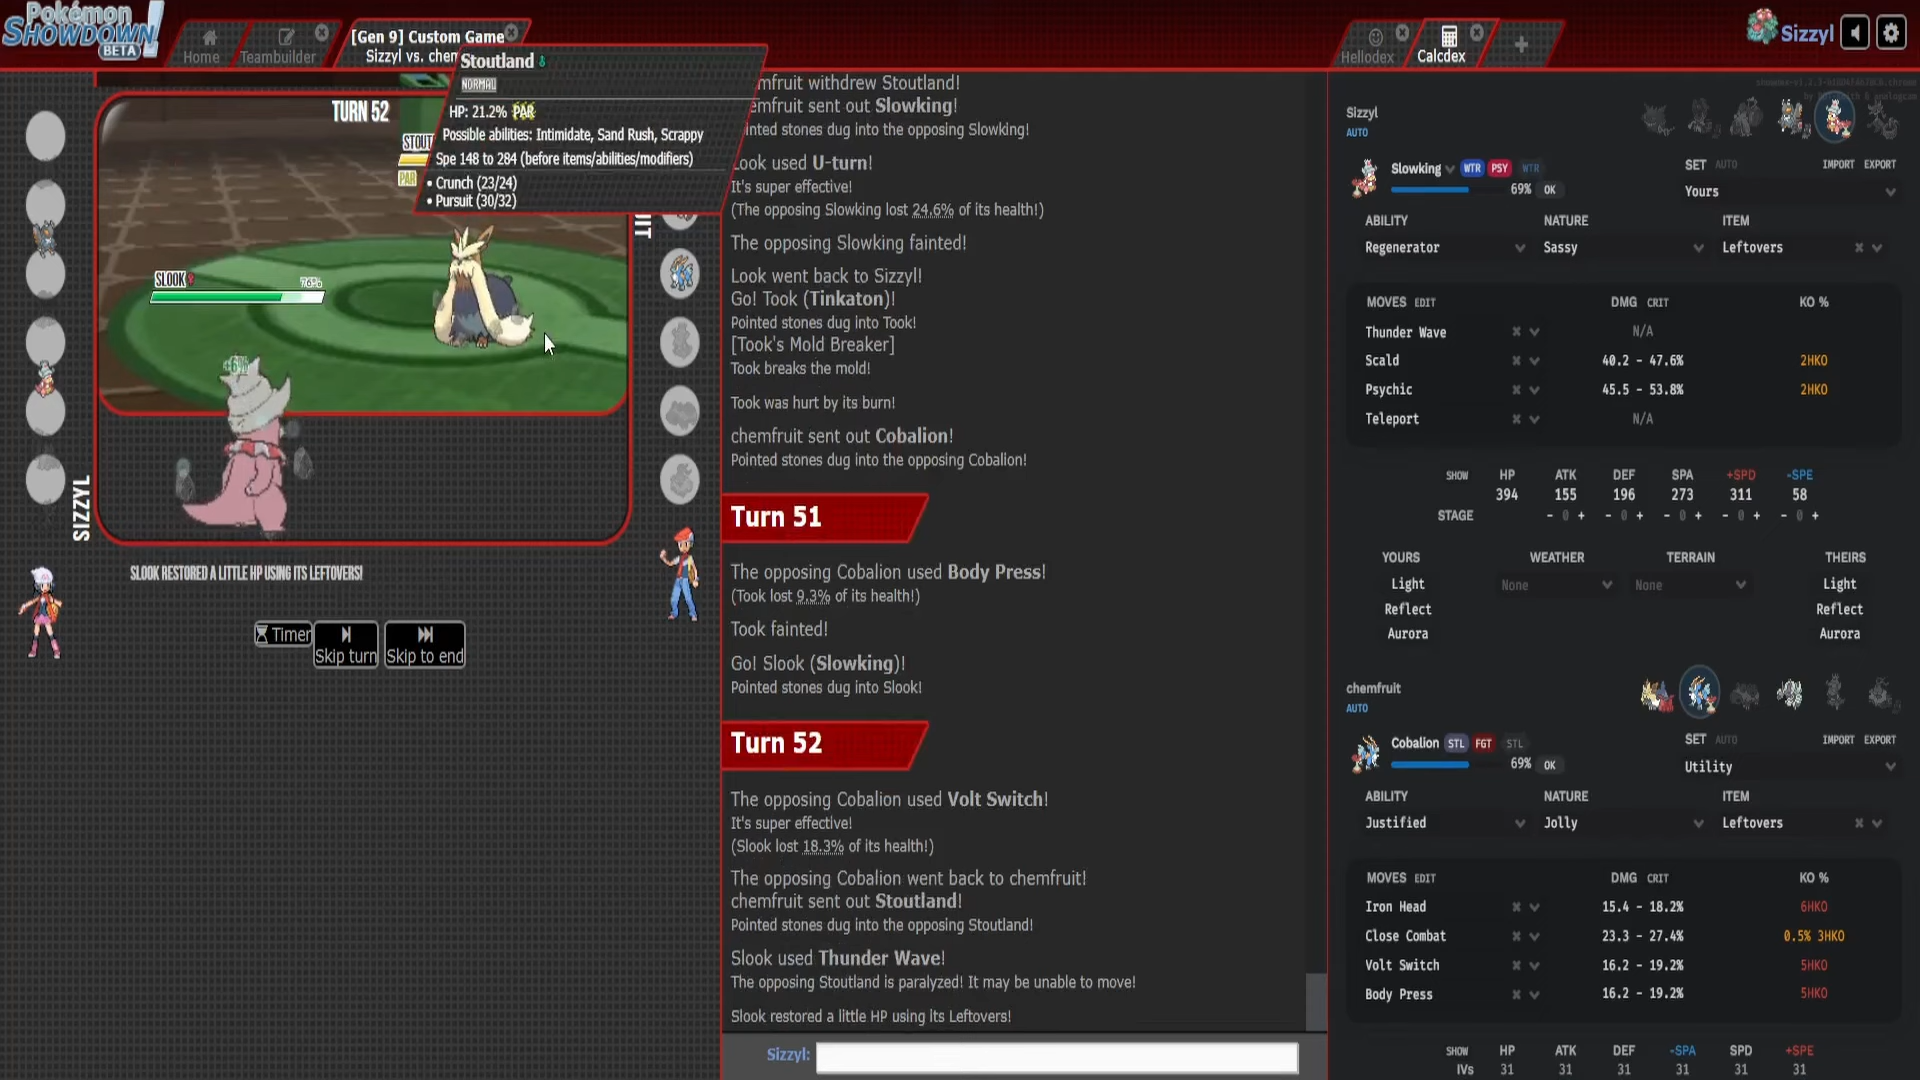 Pokémon
SHOWDOWN!
BETA
Home
Teambuilder
[Gen 9] Custom Game
Sizzyl vs. chem
Stoutland
NORMAL
HP: 21.2% PAR
Possible abilities: Intimidate, Sand Rush, Scrappy
Spe 148 to 284 (before items/abilities/modifiers)
• Crunch (23/24)
• Pursuit (30/32)
TURN 52
STOUT
PAR
SLOOK
76%
+6%
SIZZYL
SLOOK RESTORED A LITTLE HP USING ITS LEFTOVERS!
Timer
Skip turn
Skip to end
mfruit withdrew Stoutland!
emfruit sent out Slowking!
inted stones dug into the opposing Slowking!
Look used U-turn!
It's super effective!
(The opposing Slowking lost 24.6% of its health!)
The opposing Slowking fainted!
Look went back to Sizzyl!
Go! Took (Tinkaton)!
Pointed stones dug into Took!
[Took's Mold Breaker]
Took breaks the mold!
Took was hurt by its burn!
chemfruit sent out Cobalion!
Pointed stones dug into the opposing Cobalion!
Turn 51
The opposing Cobalion used Body Press!
(Took lost 9.3% of its health!)
Took fainted!
Go! Slook (Slowking)!
Pointed stones dug into Slook!
Turn 52
The opposing Cobalion used Volt Switch!
It's super effective!
(Slook lost 18.3% of its health!)
The opposing Cobalion went back to chemfruit!
chemfruit sent out Stoutland!
Pointed stones dug into the opposing Stoutland!
Slook used Thunder Wave!
The opposing Stoutland is paralyzed! It may be unable to move!
Slook restored a little HP using its Leftovers!
Sizzyl:
Hellodex
Calcdex
Sizzyl
Sizzyl
AUTO
Slowking WTR PSY WTR
69% OK
SET AUTO IMPORT EXPORT
Yours
ABILITY NATURE ITEM
Regenerator Sassy Leftovers
MOVES EDIT DMG CRIT KO %
Thunder Wave N/A
Scald 40.2 - 47.6% 2HKO
Psychic 45.5 - 53.8% 2HKO
Teleport N/A
SHOW HP ATK DEF SPA +SPD -SPE
394 155 196 273 311 58
STAGE - 0 + - 0 + - 0 + - 0 + - 0 +
YOURS WEATHER TERRAIN THEIRS
Light None None Light
Reflect Reflect
Aurora Aurora
chemfruit
AUTO
Cobalion STL FGT STL
69% OK
SET AUTO IMPORT EXPORT
Utility
ABILITY NATURE ITEM
Justified Jolly Leftovers
MOVES EDIT DMG CRIT KO %
Iron Head 15.4 - 18.2% 6HKO
Close Combat 23.3 - 27.4% 0.5% 3HKO
Volt Switch 16.2 - 19.2% 5HKO
Body Press 16.2 - 19.2% 5HKO
SHOW HP ATK DEF -SPA SPD +SPE
IVs 31 31 31 31 31 31